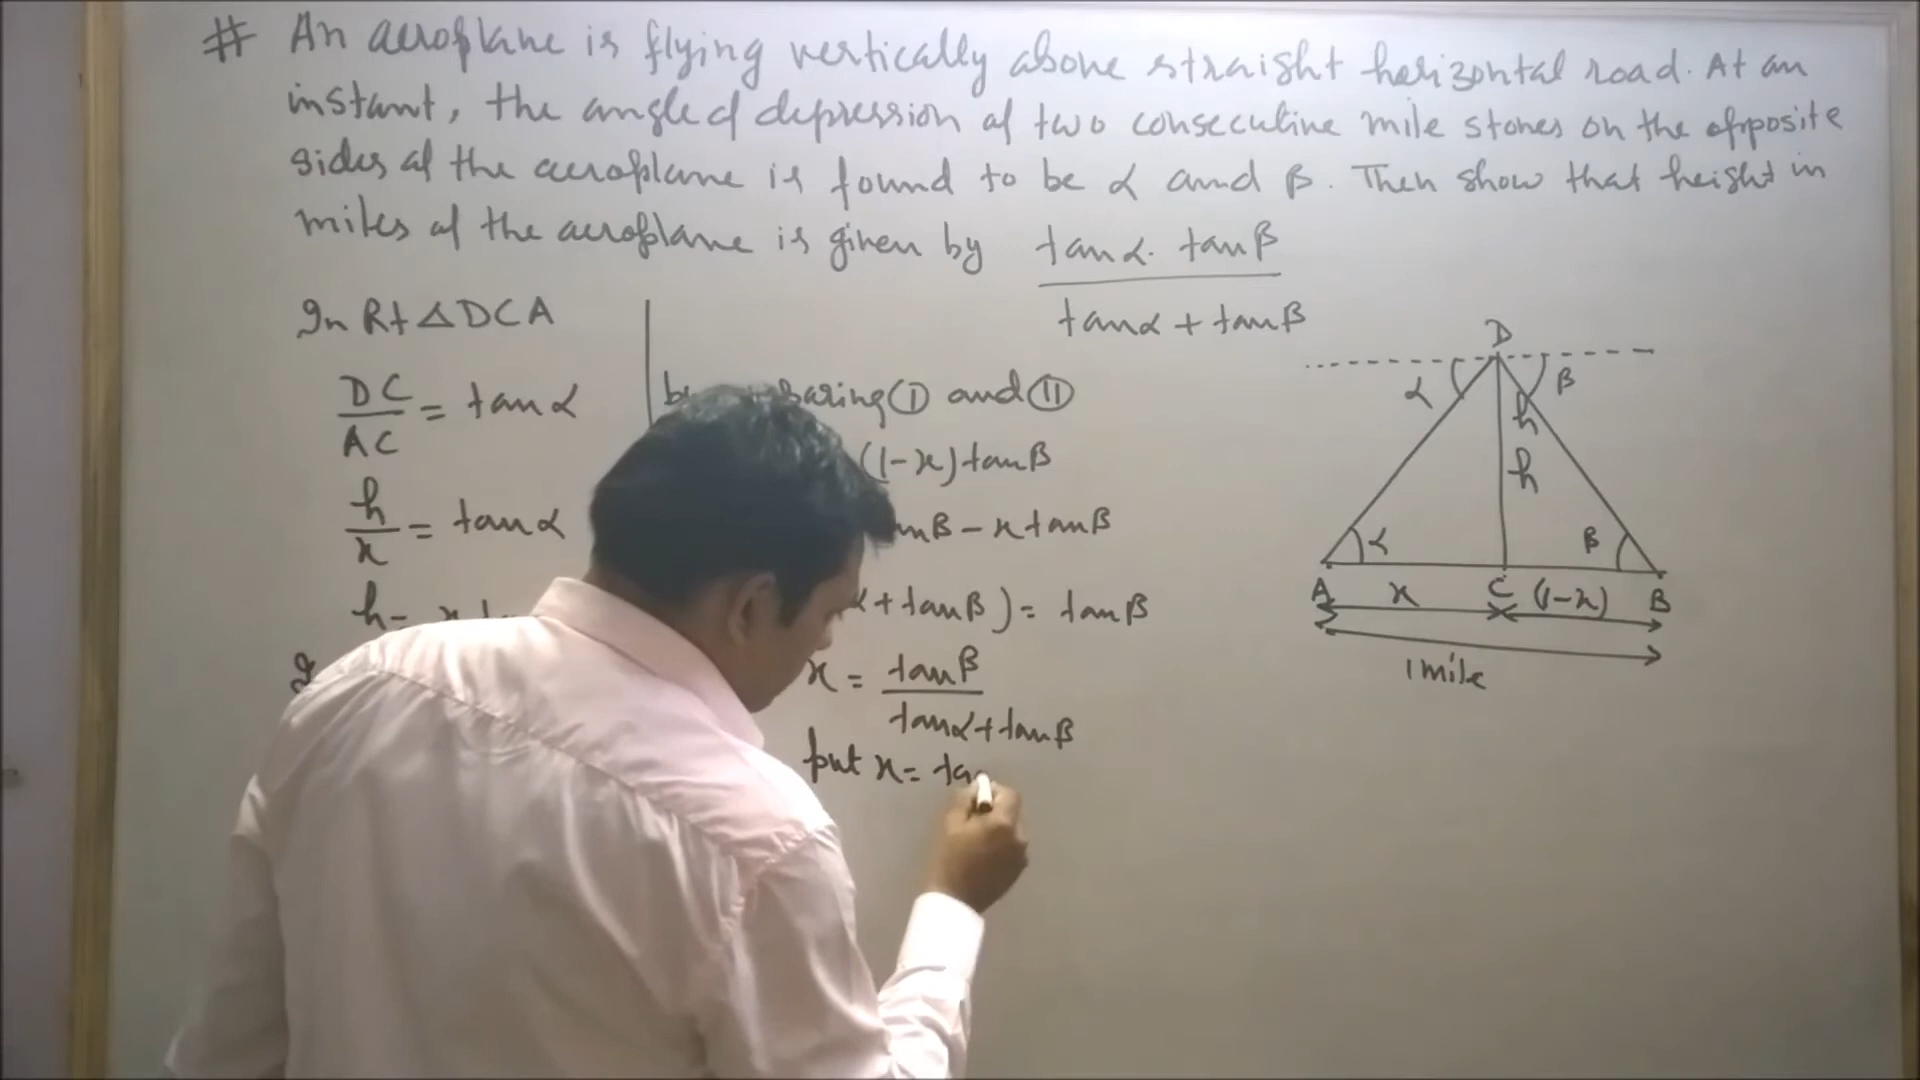 # An aeroplane is flying vertically above straight horizontal road. At an
instant, the angle of depression of two consecutive mile stones on the opposite
sides of the aeroplane is found to be α and β. Then show that height in
miles of the aeroplane is given by tanα. tanβ
tanα + tanβ
In Rt △DCA
DC/AC = tanα
h/x = tanα
h =
Ⓘ and Ⓘ Ⓘ
(1-x) tanβ
- x tanβ
+ tanβ) = tanβ
x = tanβ
tanα + tanβ
put x =
D
α
β
h
h
α
β
A
x
C
(1-x)
B
1 mile